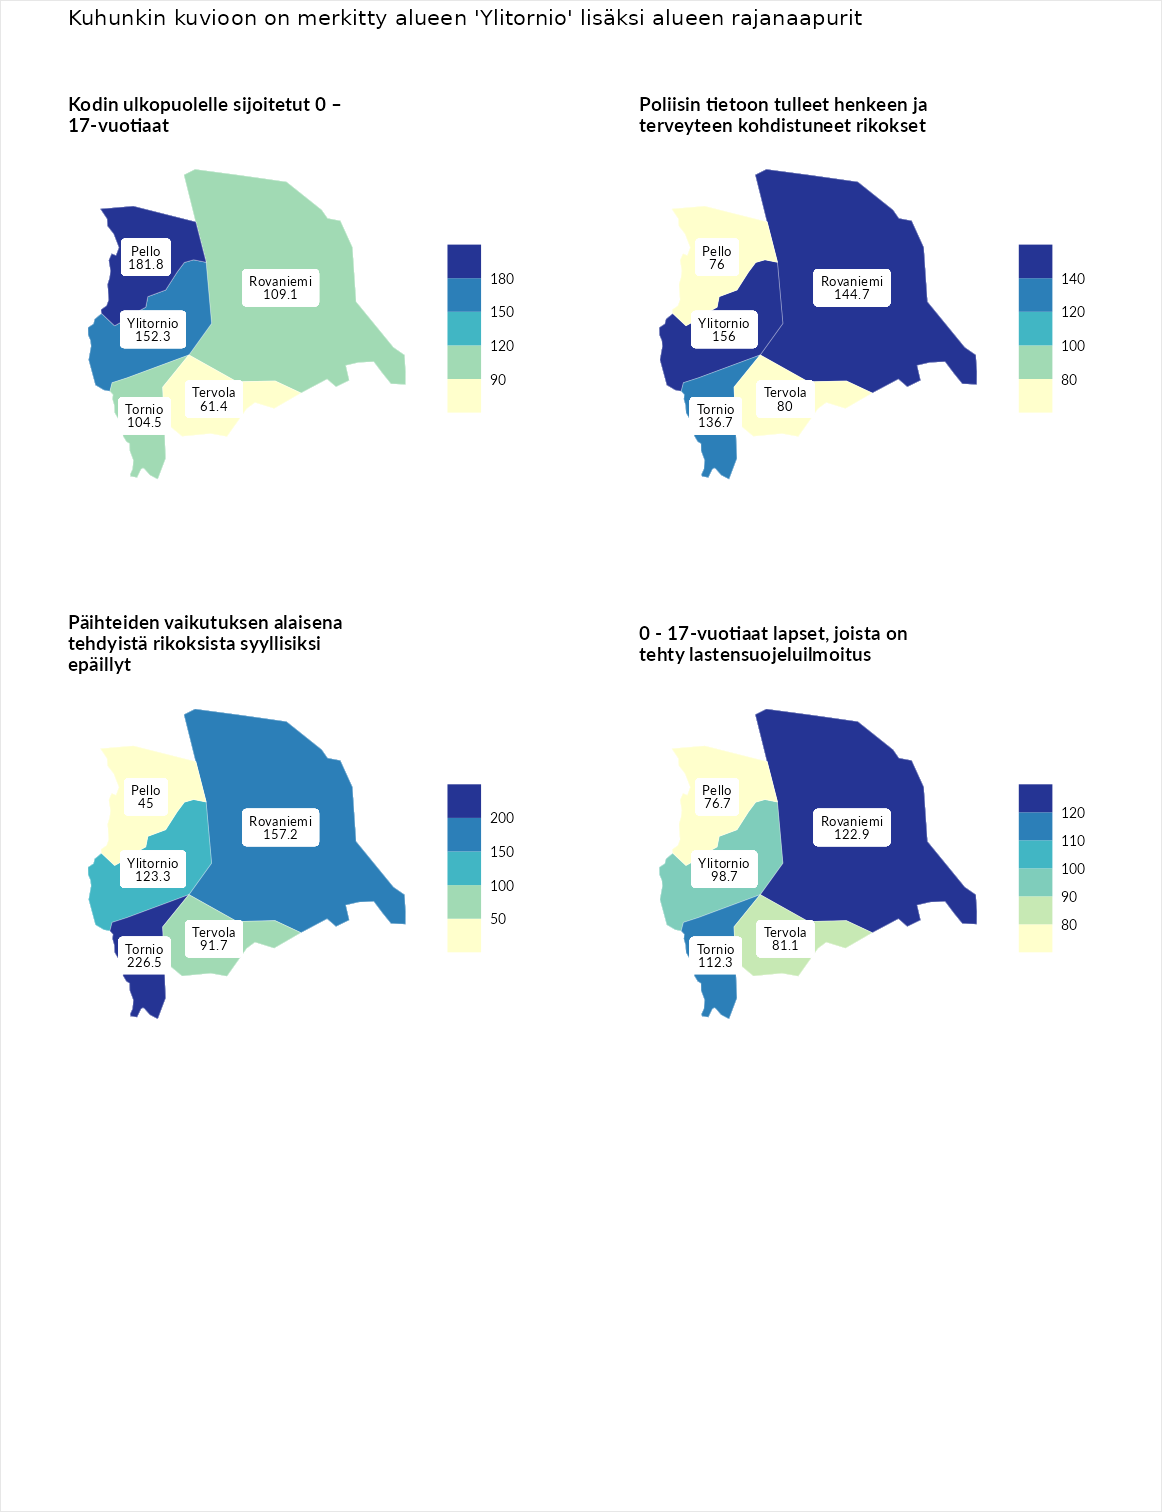 Kuhunkin kuvioon on merkitty alueen 'Ylitornio' lisäksi alueen rajanaapurit
Kodin ulkopuolelle sijoitetut 0 –
17-vuotiaat
Pello
181.8
Rovaniemi
109.1
Ylitornio
152.3
Tervola
61.4
Tornio
104.5
180
150
120
90
Poliisin tietoon tulleet henkeen ja
terveyteen kohdistuneet rikokset
Pello
76
Rovaniemi
144.7
Ylitornio
156
Tervola
80
Tornio
136.7
140
120
100
80
Päihteiden vaikutuksen alaisena
tehdyistä rikoksista syyllisiksi
epäillyt
Pello
45
Rovaniemi
157.2
Ylitornio
123.3
Tervola
91.7
Tornio
226.5
200
150
100
50
0 - 17-vuotiaat lapset, joista on
tehty lastensuojeluilmoitus
Pello
76.7
Rovaniemi
122.9
Ylitornio
98.7
Tervola
81.1
Tornio
112.3
120
110
100
90
80